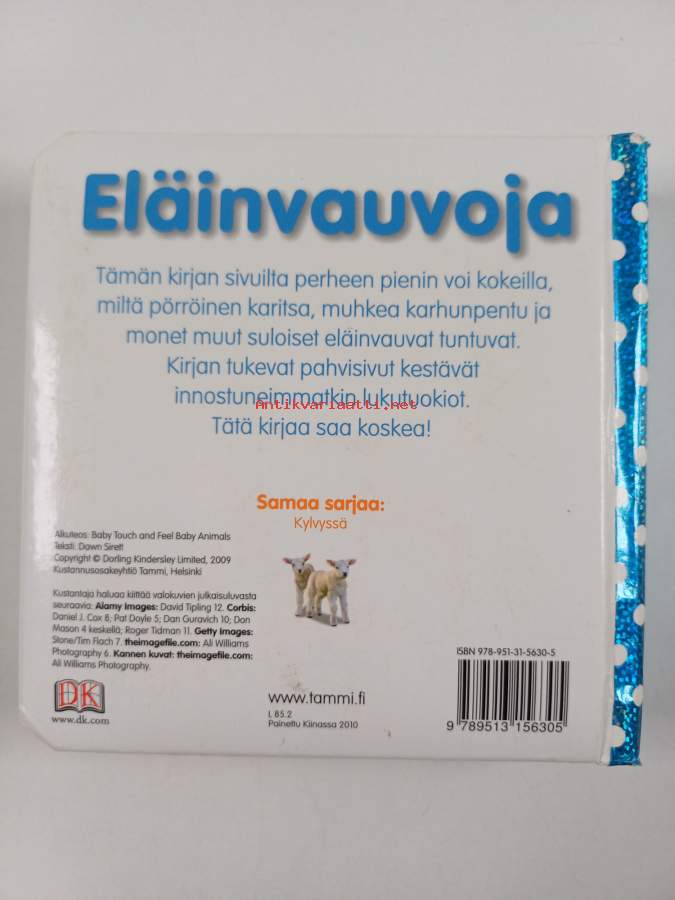 Eläinvauvoja
Tämän kirjan sivuilta perheen pienin voi kokeilla,
miltä pörröinen karitsa, muhkea karhunpentu ja
monet muut suloiset eläinvauvat tuntuvat.
Kirjan tukevat pahvisivut kestävät
innostuneimmatkin lukutuokiot.
Antikvariaatti.net
Tätä kirjaa saa koskea!
Samaa sarjaa:
Kylvyssä
Alkuteos: Baby Touch and Feel Baby Animals
Teksti: Dawn Sirett
Copyright © Dorling Kindersley Limited, 2009
Kustannusosakeyhtiö Tammi, Helsinki
Kustantaja haluaa kiittää valokuvien julkaisuluvasta
seuraavia: Alamy Images: David Tipling 12. Corbis:
Daniel J. Cox 8; Pat Doyle 5; Dan Guravich 10; Don
Mason 4 keskellä; Roger Tidman 11. Getty Images:
Stone/Tim Flach 7. theimagefile.com: Ali Williams
Photography 6. Kannen kuvat: theimagefile.com:
Ali Williams Photography.
DK
www.dk.com
www.tammi.fi
L 85.2
Painettu Kiinassa 2010
ISBN 978-951-31-5630-5
9 789513 156305